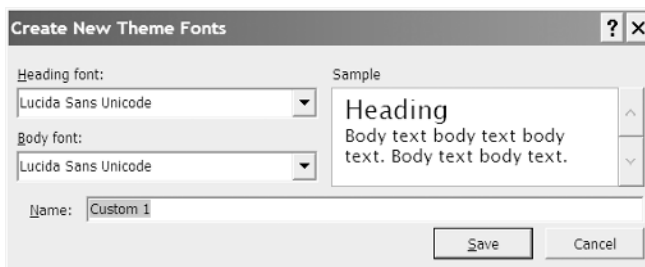 Create New Theme Fonts
Heading font:
Lucida Sans Unicode
Body font:
Lucida Sans Unicode
Sample
Heading
Body text body text body
text. Body text body text.
Name: Custom 1
Save Cancel